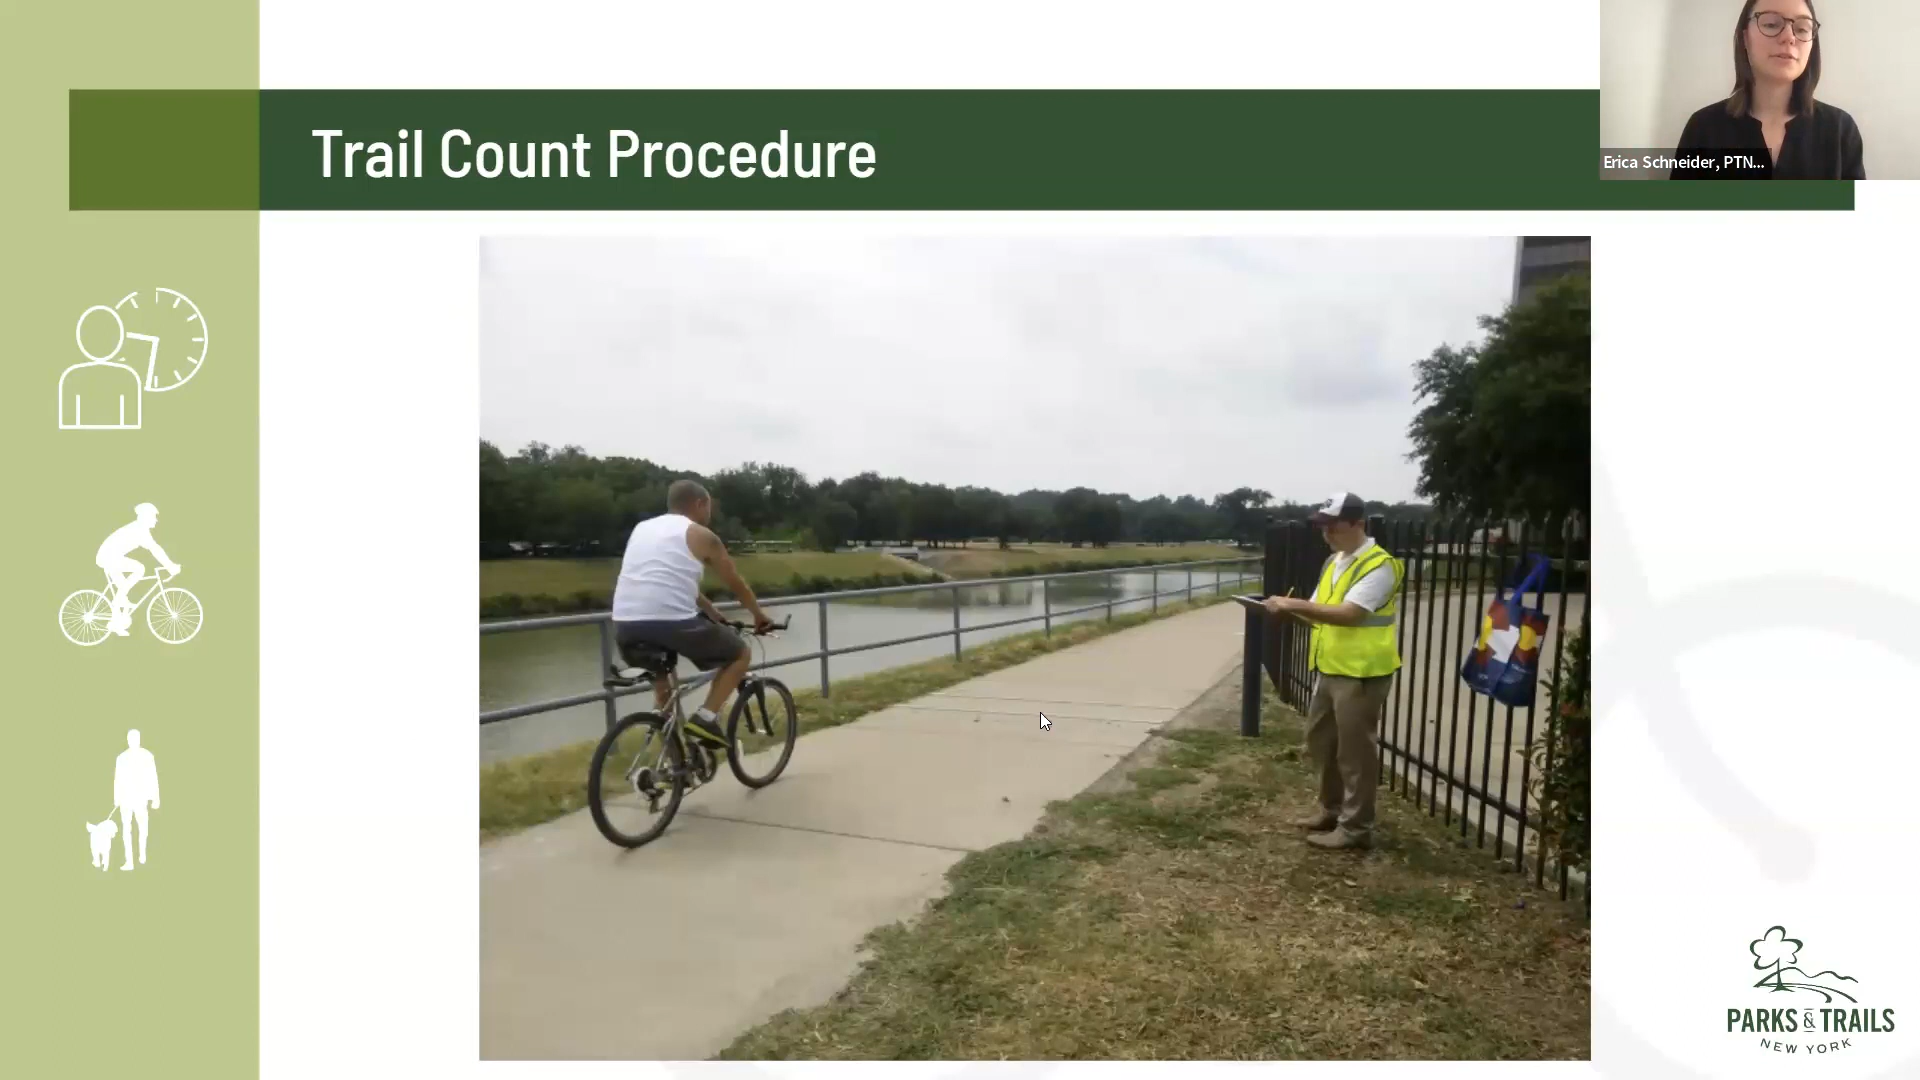 Trail Count Procedure
Erica Schneider, PTN...
PARKS & TRAILS
NEW YORK